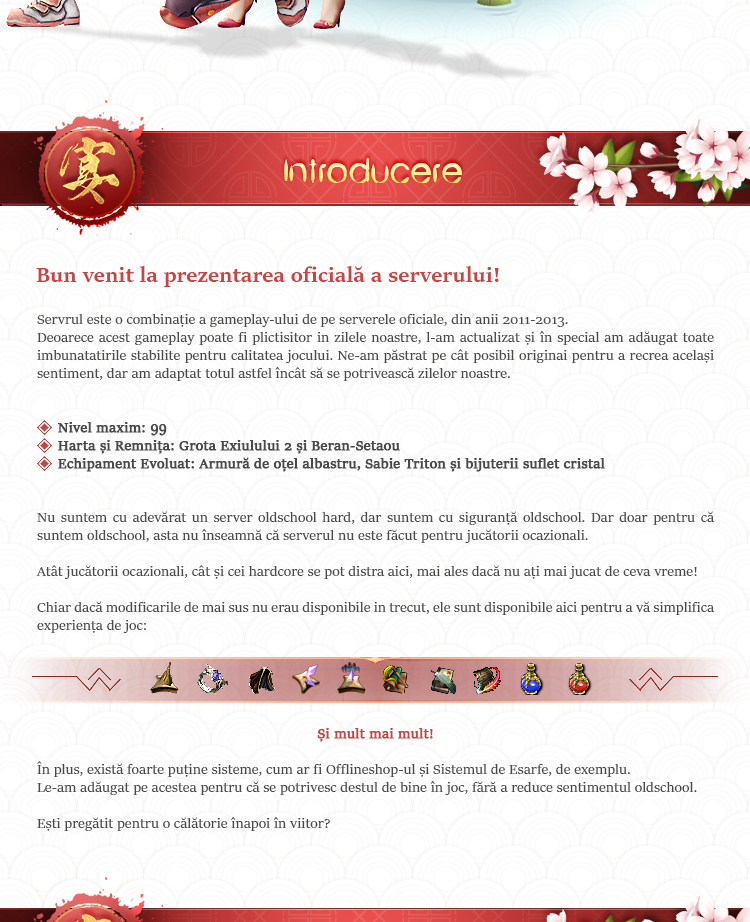 宴
Introducere
Bun venit la prezentarea oficială a serverului!
Servrul este o combinație a gameplay-ului de pe serverele oficiale, din anii 2011-2013.
Deoarece acest gameplay poate fi plictisitor in zilele noastre, l-am actualizat și în special am adăugat toate
imbunatatirile stabilite pentru calitatea jocului. Ne-am păstrat pe cât posibil originai pentru a recrea același
sentiment, dar am adaptat totul astfel încât să se potrivească zilelor noastre.
Nivel maxim: 99
Harta și Remnița: Grota Exiulului 2 și Beran-Setaou
Echipament Evoluat: Armură de oțel albastru, Sabie Triton și bijuterii suflet cristal
Nu suntem cu adevărat un server oldschool hard, dar suntem cu siguranță oldschool. Dar doar pentru că
suntem oldschool, asta nu înseamnă că serverul nu este făcut pentru jucătorii ocazionali.
Atât jucătorii ocazionali, cât și cei hardcore se pot distra aici, mai ales dacă nu ați mai jucat de ceva vreme!
Chiar dacă modificarile de mai sus nu erau disponibile in trecut, ele sunt disponibile aici pentru a vă simplifica
experiența de joc:
Și mult mai mult!
În plus, există foarte puține sisteme, cum ar fi Offlineshop-ul și Sistemul de Esarfe, de exemplu.
Le-am adăugat pe acestea pentru că se potrivesc destul de bine în joc, fără a reduce sentimentul oldschool.
Ești pregătit pentru o călătorie înapoi în viitor?